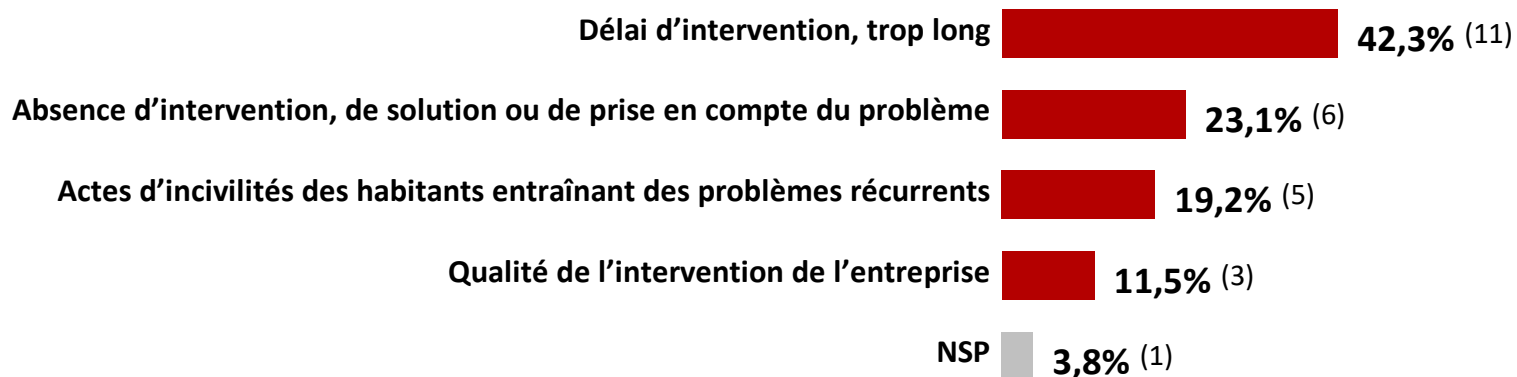 Délai d’intervention, trop long 42,3% (11)
Absence d’intervention, de solution ou de prise en compte du problème 23,1% (6)
Actes d’incivilités des habitants entraînant des problèmes récurrents 19,2% (5)
Qualité de l’intervention de l’entreprise 11,5% (3)
NSP 3,8% (1)